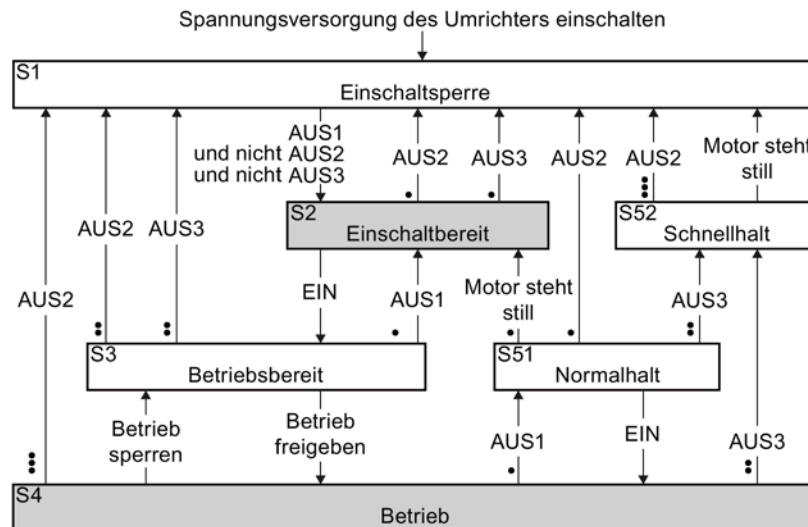 Spannungsversorgung des Umrichters einschalten
S1
Einschaltsperre
AUS1
und nicht AUS2
und nicht AUS3
AUS2
AUS3
AUS2
AUS2
Motor steht
still
S2
Einschaltbereit
S52
Schnellhalt
AUS2
AUS3
AUS2
EIN
AUS1
Motor steht
still
AUS3
S3
Betriebsbereit
S51
Normalhalt
Betrieb
sperren
Betrieb
freigeben
AUS1
EIN
AUS3
S4
Betrieb